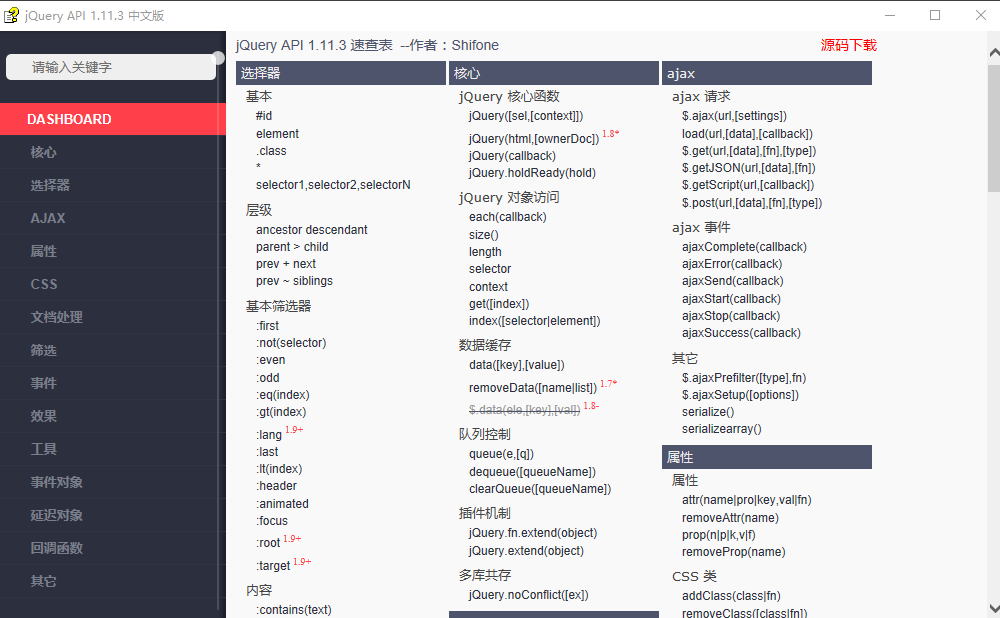 jQuery API 1.11.3 中文版
请输入关键字
DASHBOARD
核心
选择器
AJAX
属性
CSS
文档处理
筛选
事件
效果
工具
事件对象
延迟对象
回调函数
其它
jQuery API 1.11.3 速查表 --作者：Shifone
源码下载
选择器
基本
#id
element
.class
*
selector1,selector2,selectorN
层级
ancestor descendant
parent > child
prev + next
prev ~ siblings
基本筛选器
:first
:not(selector)
:even
:odd
:eq(index)
:gt(index)
:lang 1.9+
:last
:lt(index)
:header
:animated
:focus
:root 1.9+
:target 1.9+
内容
:contains(text)
核心
jQuery 核心函数
jQuery([sel,[context]])
jQuery(html,[ownerDoc]) 1.8*
jQuery(callback)
jQuery.holdReady(hold)
jQuery 对象访问
each(callback)
size()
length
selector
context
get([index])
index([selector|element])
数据缓存
data([key],[value])
removeData([name|list]) 1.7*
$.data(ele,[key],[val]) 1.8-
队列控制
queue(e,[q])
dequeue([queueName])
clearQueue([queueName])
插件机制
jQuery.fn.extend(object)
jQuery.extend(object)
多库共存
jQuery.noConflict([ex])
ajax
ajax 请求
$.ajax(url,[settings])
load(url,[data],[callback])
$.get(url,[data],[fn],[type])
$.getJSON(url,[data],[fn])
$.getScript(url,[callback])
$.post(url,[data],[fn],[type])
ajax 事件
ajaxComplete(callback)
ajaxError(callback)
ajaxSend(callback)
ajaxStart(callback)
ajaxStop(callback)
ajaxSuccess(callback)
其它
$.ajaxPrefilter([type],fn)
$.ajaxSetup([options])
serialize()
serializearray()
属性
属性
attr(name|pro|key,val|fn)
removeAttr(name)
prop(n|p|k,v|f)
removeProp(name)
CSS 类
addClass(class|fn)
removeClass([class|fn])